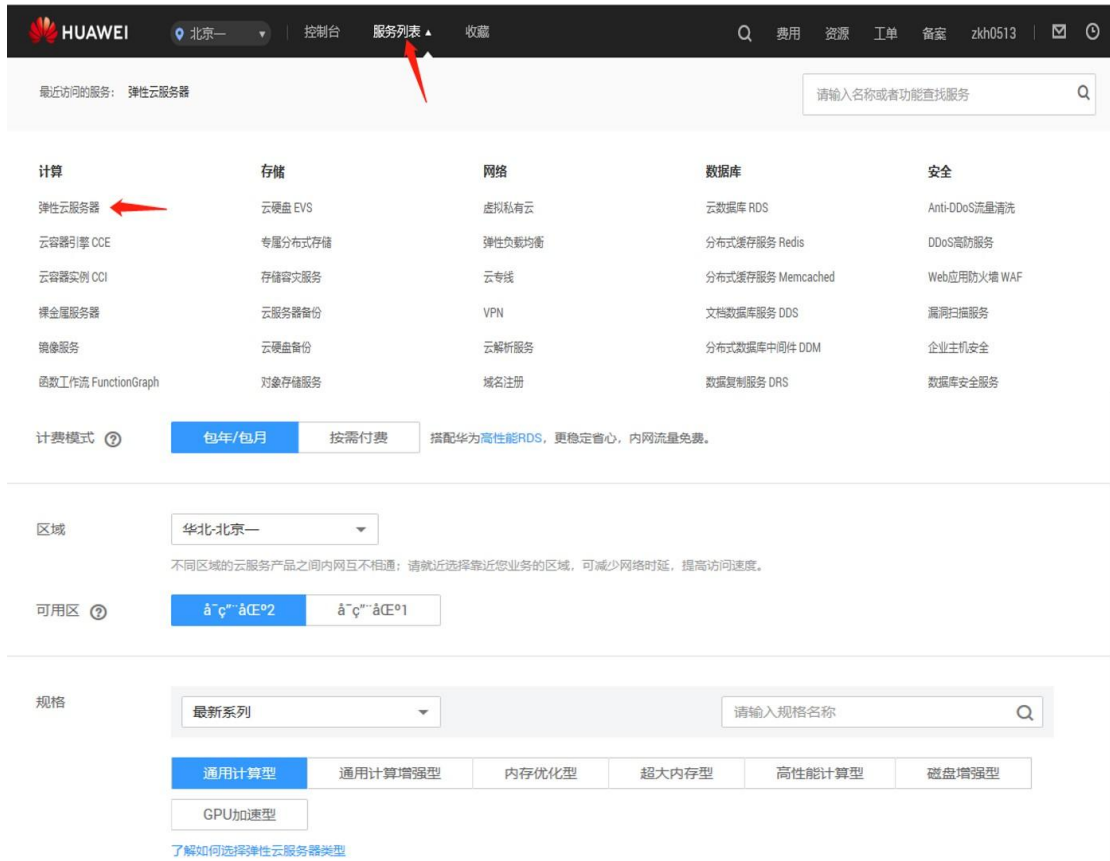 HUAWEI 北京一 控制台 服务列表 收藏 费用 资源 工单 备案 zkh0513
最近访问的服务： 弹性云服务器 请输入名称或者功能查找服务
计算 存储 网络 数据库 安全
弹性云服务器 云硬盘 EVS 虚拟私有云 云数据库 RDS Anti-DDoS流量清洗
云容器引擎 CCE 专属分布式存储 弹性负载均衡 分布式缓存服务 Redis DDoS高防服务
云容器实例 CCI 存储容灾服务 云专线 分布式缓存服务 Memcached Web应用防火墙 WAF
裸金属服务器 云服务器备份 VPN 文档数据库服务 DDS 漏洞扫描服务
镜像服务 云硬盘备份 云解析服务 分布式数据库中间件 DDM 企业主机安全
函数工作流 FunctionGraph 对象存储服务 域名注册 数据复制服务 DRS 数据库安全服务
计费模式 ? 包年/包月 按需付费 搭配华为高性能RDS，更稳定省心，内网流量免费。
区域 华北-北京一
不同区域的云服务产品之间内网互不相通；请就近选择靠近您业务的区域，可减少网络时延，提高访问速度。
可用区 ? å¯ç”¨åŒº2 å¯ç”¨åŒº1
规格 最新系列 请输入规格名称
通用计算型 通用计算增强型 内存优化型 超大内存型 高性能计算型 磁盘增强型
GPU加速型
了解如何选择弹性云服务器类型